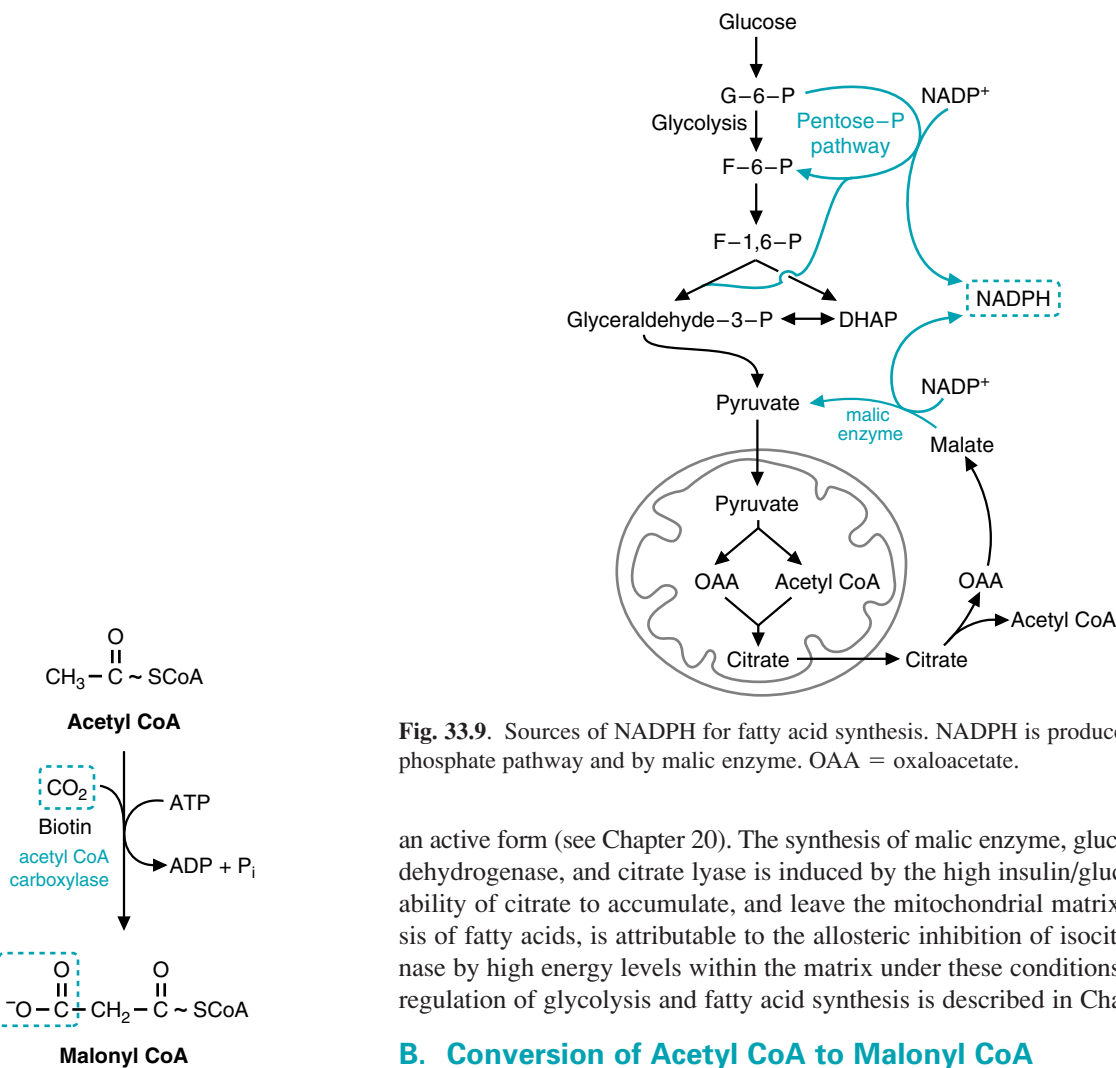 Glucose
G–6–P
NADP⁺
Glycolysis
Pentose–P
pathway
F–6–P
F–1,6–P
NADPH
Glyceraldehyde–3–P
DHAP
NADP⁺
Pyruvate
malic
enzyme
Malate
Pyruvate
OAA
Acetyl CoA
OAA
Acetyl CoA
Citrate
Citrate
O
CH₃ – C ~ SCoA
Acetyl CoA
CO₂
ATP
Biotin
acetyl CoA
carboxylase
ADP + Pᵢ
O O
⁻O – C – CH₂ – C ~ SCoA
Malonyl CoA
Fig. 33.9. Sources of NADPH for fatty acid synthesis. NADPH is produce
phosphate pathway and by malic enzyme. OAA = oxaloacetate.
an active form (see Chapter 20). The synthesis of malic enzyme, gluc
dehydrogenase, and citrate lyase is induced by the high insulin/gluc
ability of citrate to accumulate, and leave the mitochondrial matrix
sis of fatty acids, is attributable to the allosteric inhibition of isocit
nase by high energy levels within the matrix under these conditions
regulation of glycolysis and fatty acid synthesis is described in Cha
B. Conversion of Acetyl CoA to Malonyl CoA